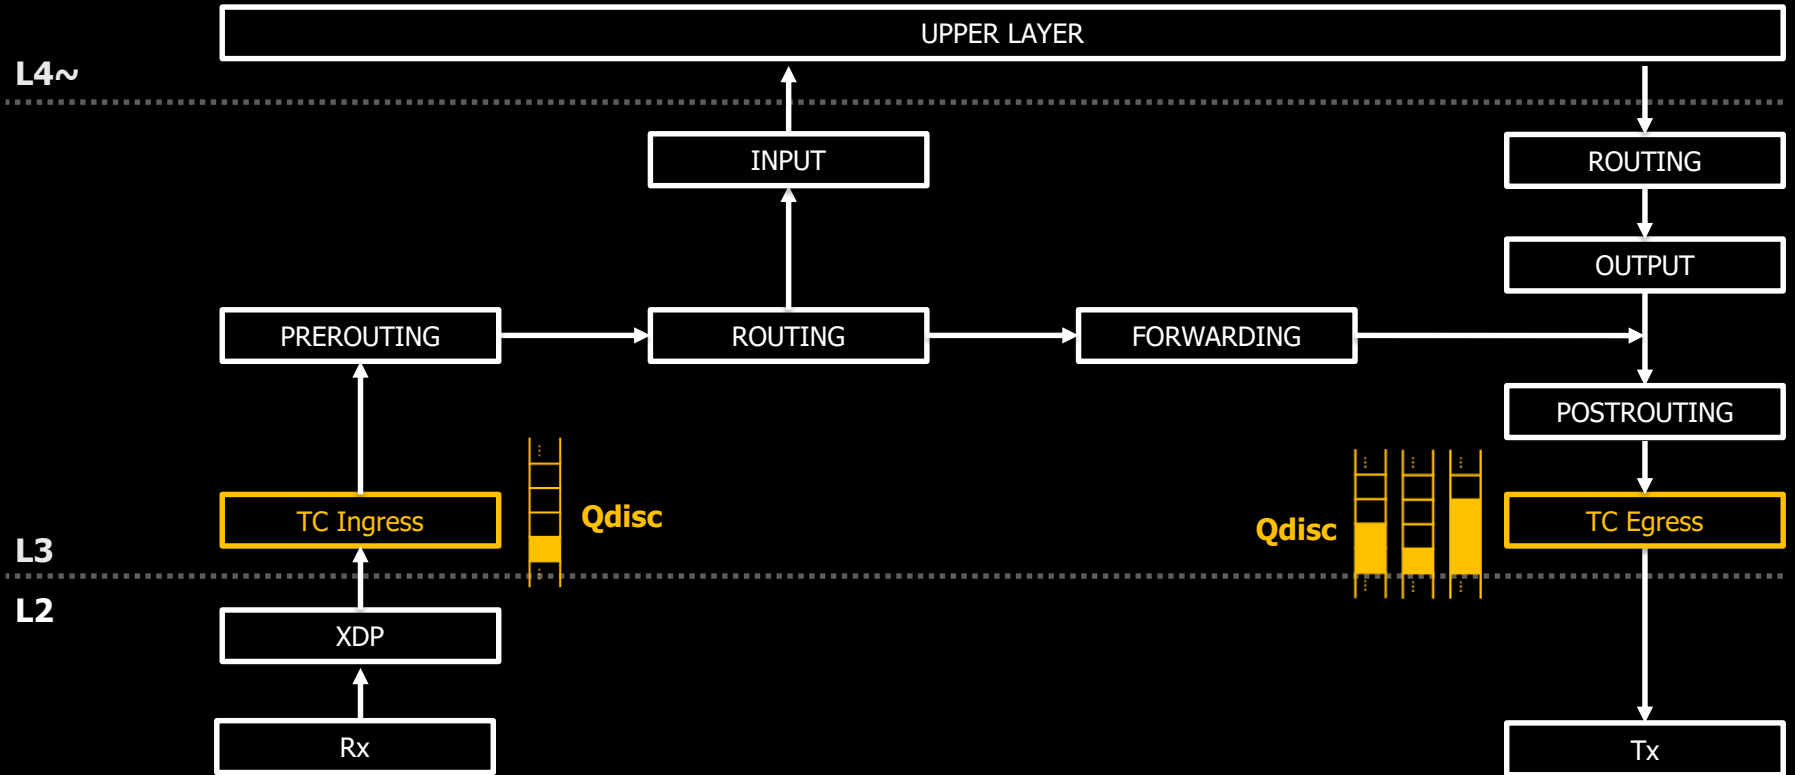 UPPER LAYER
L4~
INPUT
ROUTING
OUTPUT
PREROUTING
ROUTING
FORWARDING
POSTROUTING
TC Ingress
Qdisc
Qdisc
TC Egress
L3
L2
XDP
Rx
Tx